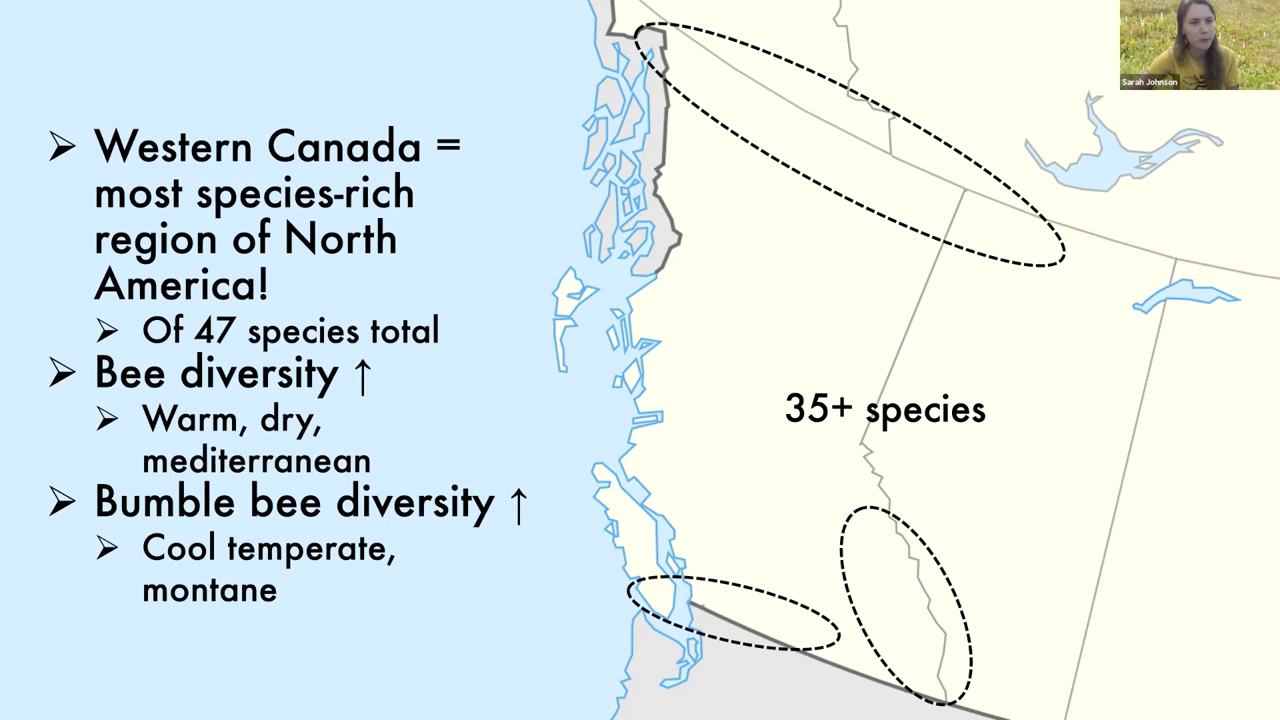 ➢ Western Canada =
most species-rich
region of North
America!
➢ Of 47 species total
➢ Bee diversity ↑
➢ Warm, dry,
mediterranean
➢ Bumble bee diversity ↑
➢ Cool temperate,
montane
35+ species
Sarah Johnson